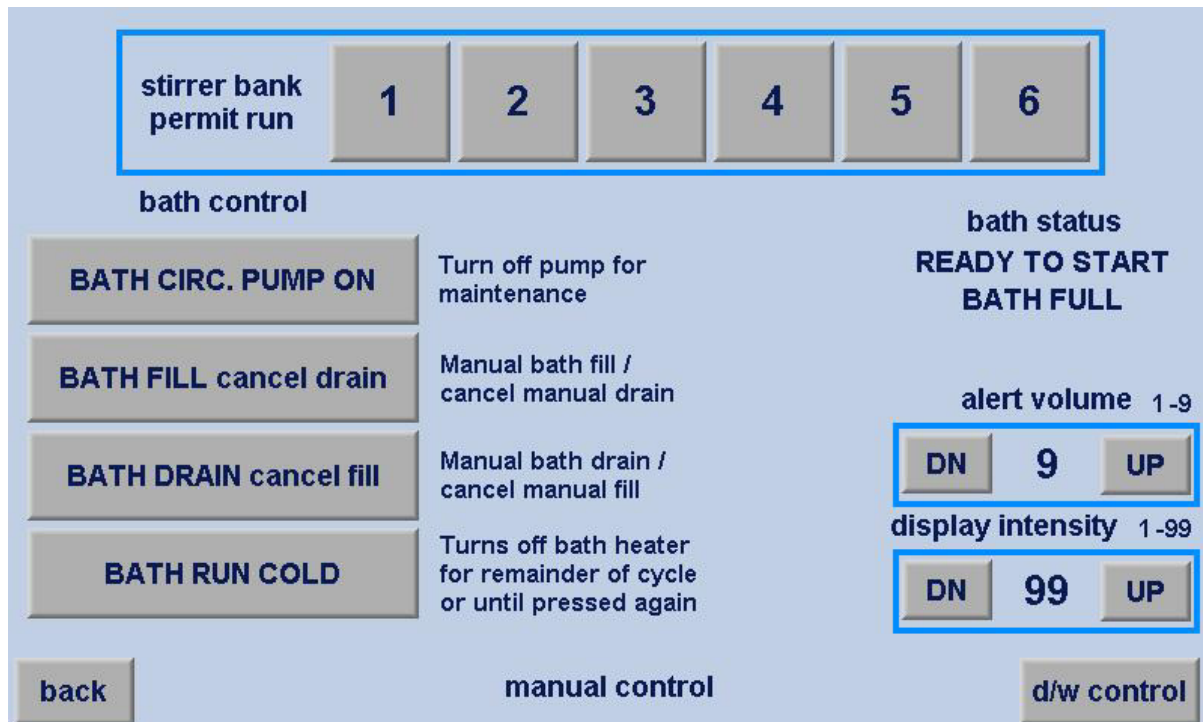 stirrer bank
permit run
1 2 3 4 5 6
bath control
BATH CIRC. PUMP ON
Turn off pump for
maintenance
BATH FILL cancel drain
Manual bath fill /
cancel manual drain
BATH DRAIN cancel fill
Manual bath drain /
cancel manual fill
BATH RUN COLD
Turns off bath heater
for remainder of cycle
or until pressed again
bath status
READY TO START
BATH FULL
alert volume 1-9
DN 9 UP
display intensity 1-99
DN 99 UP
back
manual control
d/w control